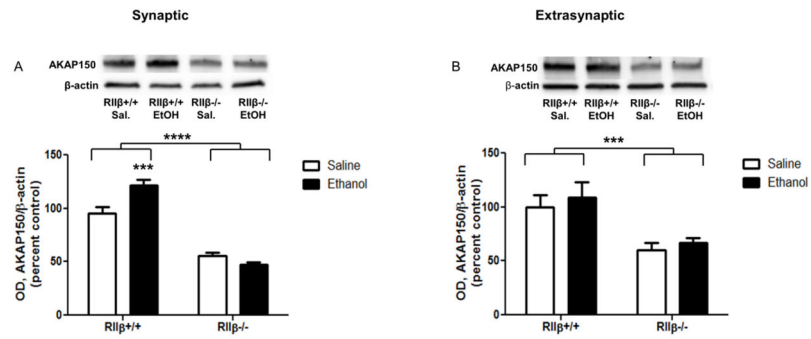 Synaptic
Extrasynaptic
A
AKAP150
β-actin
RIIβ+/+ RIIβ+/+ RIIβ-/- RIIβ-/-
Sal. EtOH Sal. EtOH
****
***
OD, AKAP150/β-actin
(percent control)
150
100
50
0
RIIβ+/+ RIIβ-/-
Saline
Ethanol
B
AKAP150
β-actin
RIIβ+/+ RIIβ+/+ RIIβ-/- RIIβ-/-
Sal. EtOH Sal. EtOH
***
OD, AKAP150/β-actin
(percent control)
150
100
50
0
RIIβ+/+ RIIβ-/-
Saline
Ethanol